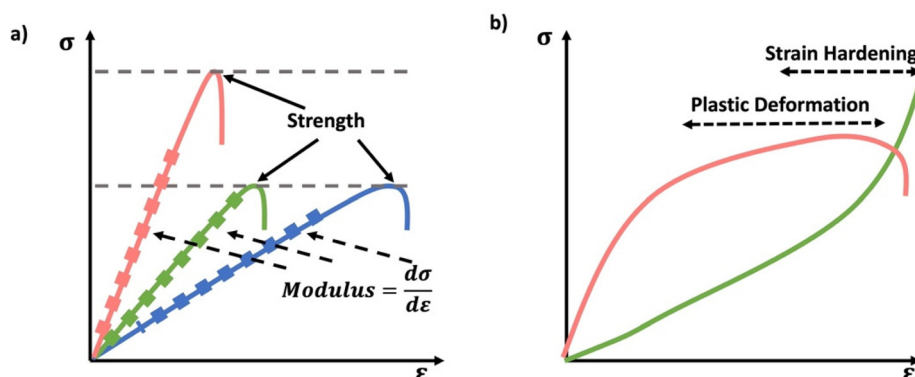 a)
σ
Strength
Modulus = dσ/dε
ε
b)
σ
Strain Hardening
Plastic Deformation
ε